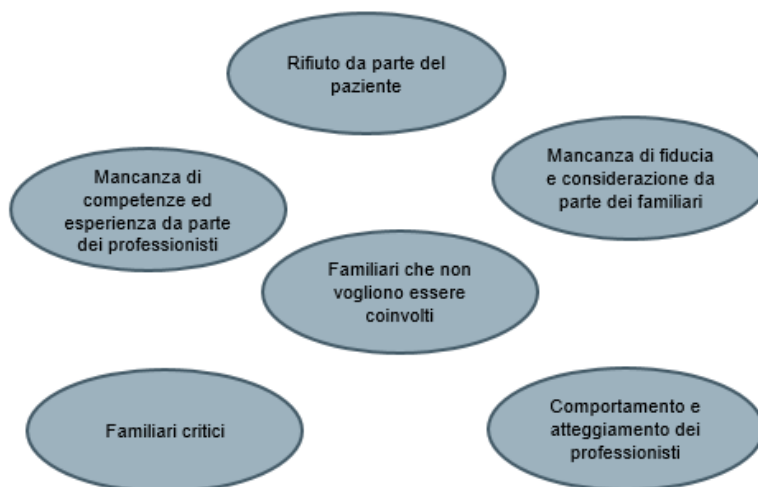 Rifiuto da parte del
paziente
Mancanza di fiducia
e considerazione da
parte dei familiari
Mancanza di
competenze ed
esperienza da parte
dei professionisti
Familiari che non
vogliono essere
coinvolti
Familiari critici
Comportamento e
atteggiamento dei
professionisti